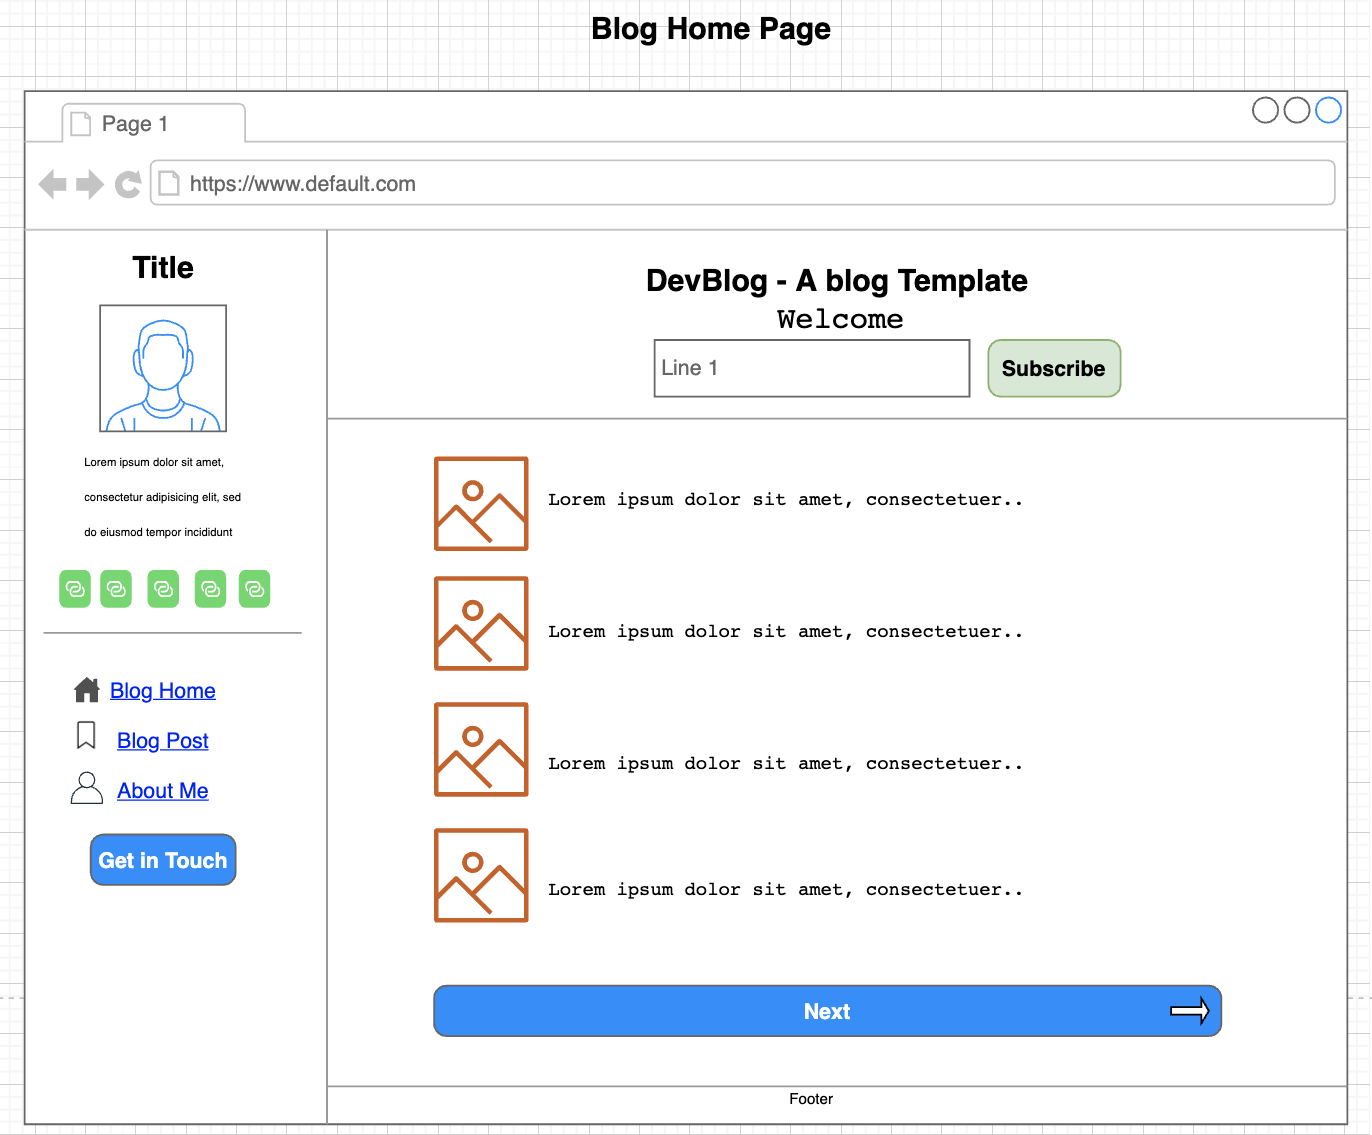 Blog Home Page
Page 1
https://www.default.com
Title
Lorem ipsum dolor sit amet,
consectetur adipisicing elit, sed
do eiusmod tempor incididunt
Blog Home
Blog Post
About Me
Get in Touch
DevBlog - A blog Template
Welcome
Line 1
Subscribe
Lorem ipsum dolor sit amet, consectetuer..
Lorem ipsum dolor sit amet, consectetuer..
Lorem ipsum dolor sit amet, consectetuer..
Lorem ipsum dolor sit amet, consectetuer..
Next
Footer